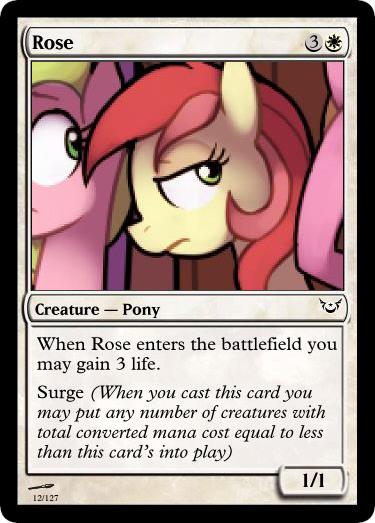 Rose 3
Creature — Pony
When Rose enters the battlefield you
may gain 3 life.
Surge (When you cast this card you
may put any number of creatures with
total converted mana cost equal to less
than this card's into play)
1/1
12/127